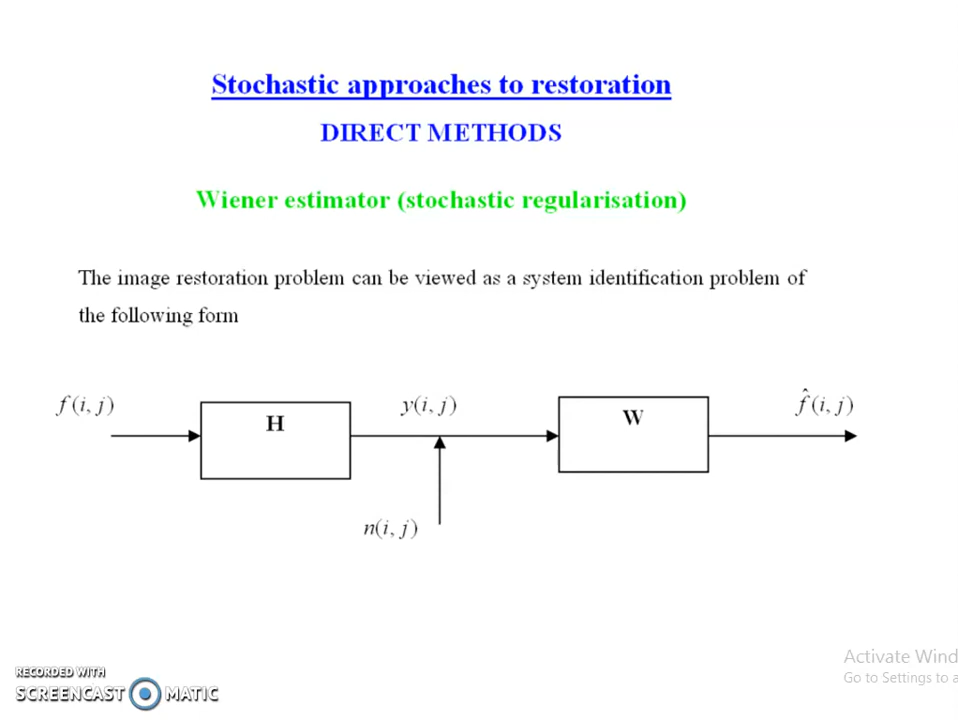 Stochastic approaches to restoration
DIRECT METHODS
Wiener estimator (stochastic regularisation)
The image restoration problem can be viewed as a system identification problem of
the following form
f(i, j)
H
y(i, j)
W
f̂(i, j)
n(i, j)
RECORDED WITH
SCREENCAST MATIC
Activate Wind
Go to Settings to a